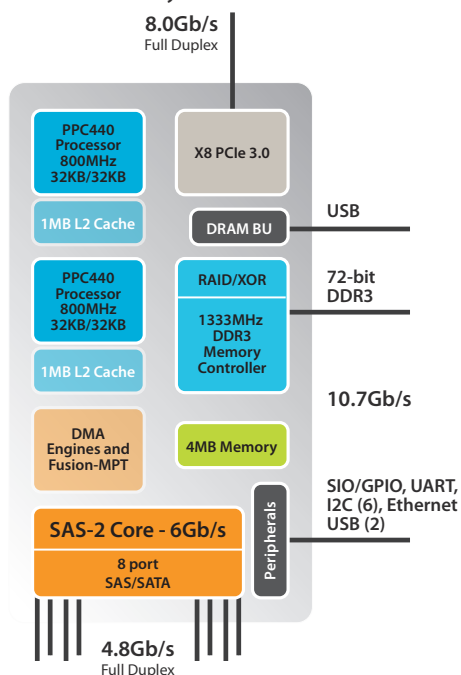 8.0Gb/s
Full Duplex
PPC440
Processor
800MHz
32KB/32KB
X8 PCIe 3.0
1MB L2 Cache
DRAM BU
USB
PPC440
Processor
800MHz
32KB/32KB
RAID/XOR
1333MHz
DDR3
Memory
Controller
72-bit
DDR3
1MB L2 Cache
10.7Gb/s
DMA
Engines and
Fusion-MPT
4MB Memory
SIO/GPIO, UART,
I2C (6), Ethernet
USB (2)
Peripherals
SAS-2 Core - 6Gb/s
8 port
SAS/SATA
4.8Gb/s
Full Duplex